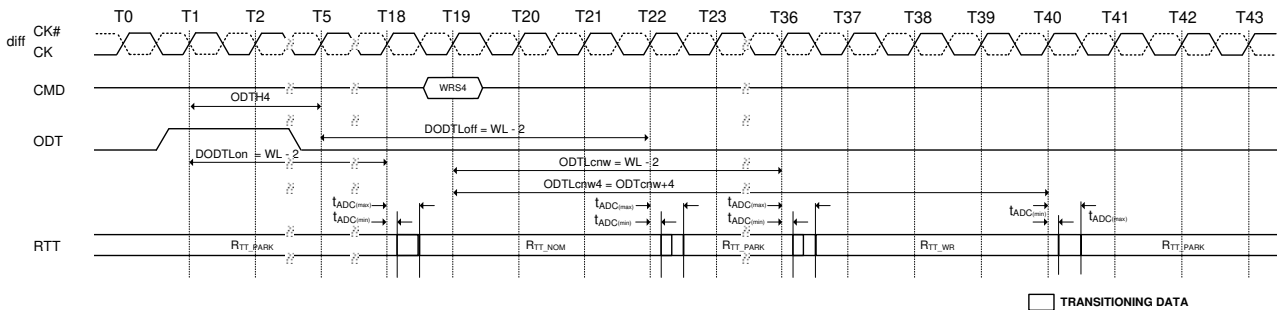 T0 T1 T2 T5 T18 T19 T20 T21 T22 T23 T36 T37 T38 T39 T40 T41 T42 T43
diff CK#
CK
CMD WRS4
ODTH4
DODTLoff = WL - 2
ODT
DODTLon = WL - 2
ODTLcnw = WL - 2
ODTLcnw4 = ODTcnw+4
tADC(max) tADC(max) tADC(max)
tADC(min) tADC(min) tADC(min) tADC(min) tADC(max)
RTT RTT_PARK RTT_NOM RTT_PARK RTT_WR RTT_PARK
TRANSITIONING DATA